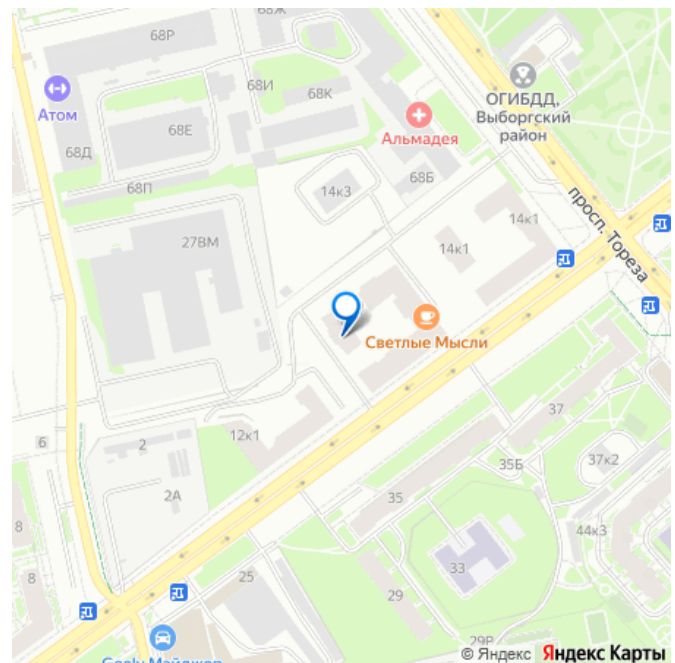 68Ж
68Р
68И
68К
Атом
68Е
68Д
Альмадея
ОГИБДД,
Выборгский
район
68П
68Б
14к3
14к1
просп. Тореза
27ВМ
14к1
Светлые Мысли
12к1
37
6
2
35Б
37к2
2А
35
44к3
8
33
8
25
29
29Р
Geely Мэйджор
© Яндекс Яндекс Карты